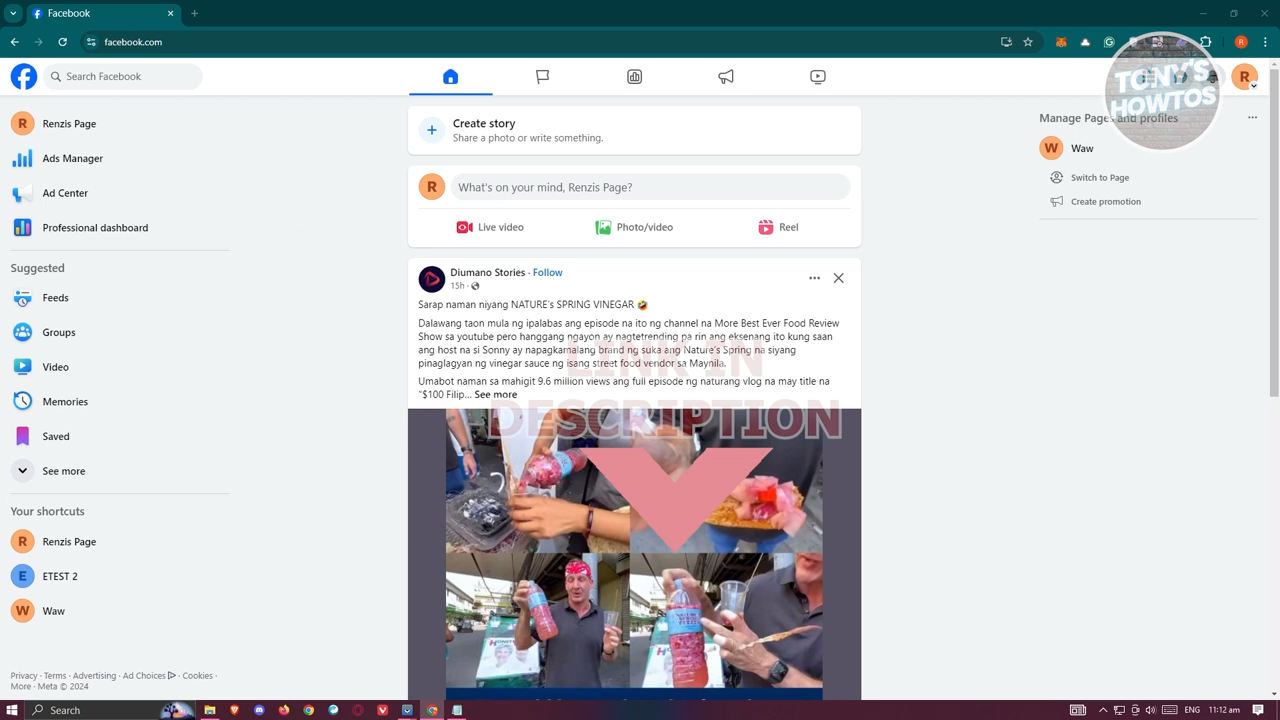 Facebook
facebook.com
Search Facebook
R
TONY'S
HOWTOS
Renzis Page
Ads Manager
Ad Center
Professional dashboard
Suggested
Feeds
Groups
Video
Memories
Saved
See more
Your shortcuts
R Renzis Page
E ETEST 2
W Waw
Privacy · Terms · Advertising · Ad Choices · Cookies ·
More · Meta © 2024
Create story
Share a photo or write something.
R What's on your mind, Renzis Page?
Live video
Photo/video
Reel
Diumano Stories · Follow
15h ·
Sarap naman niyang NATURE's SPRING VINEGAR 🤣
Dalawang taon mula ng ipalabas ang episode na ito ng channel na More Best Ever Food Review
Show sa youtube pero hanggang ngayon ay nagtetrending pa rin ang eksenang ito kung saan
ang host na si Sonny ay napagkamalang brand ng suka ang Nature's Spring na siyang
pinaglagyan ng vinegar sauce ng isang street food vendor sa Maynila.
Umabot naman sa mahigit 9.6 million views ang full episode ng naturang vlog na may title na
"$100 Filip... See more
LINK IN
DESCRIPTION
Manage Pages and profiles
W Waw
Switch to Page
Create promotion
Search
11:12 am